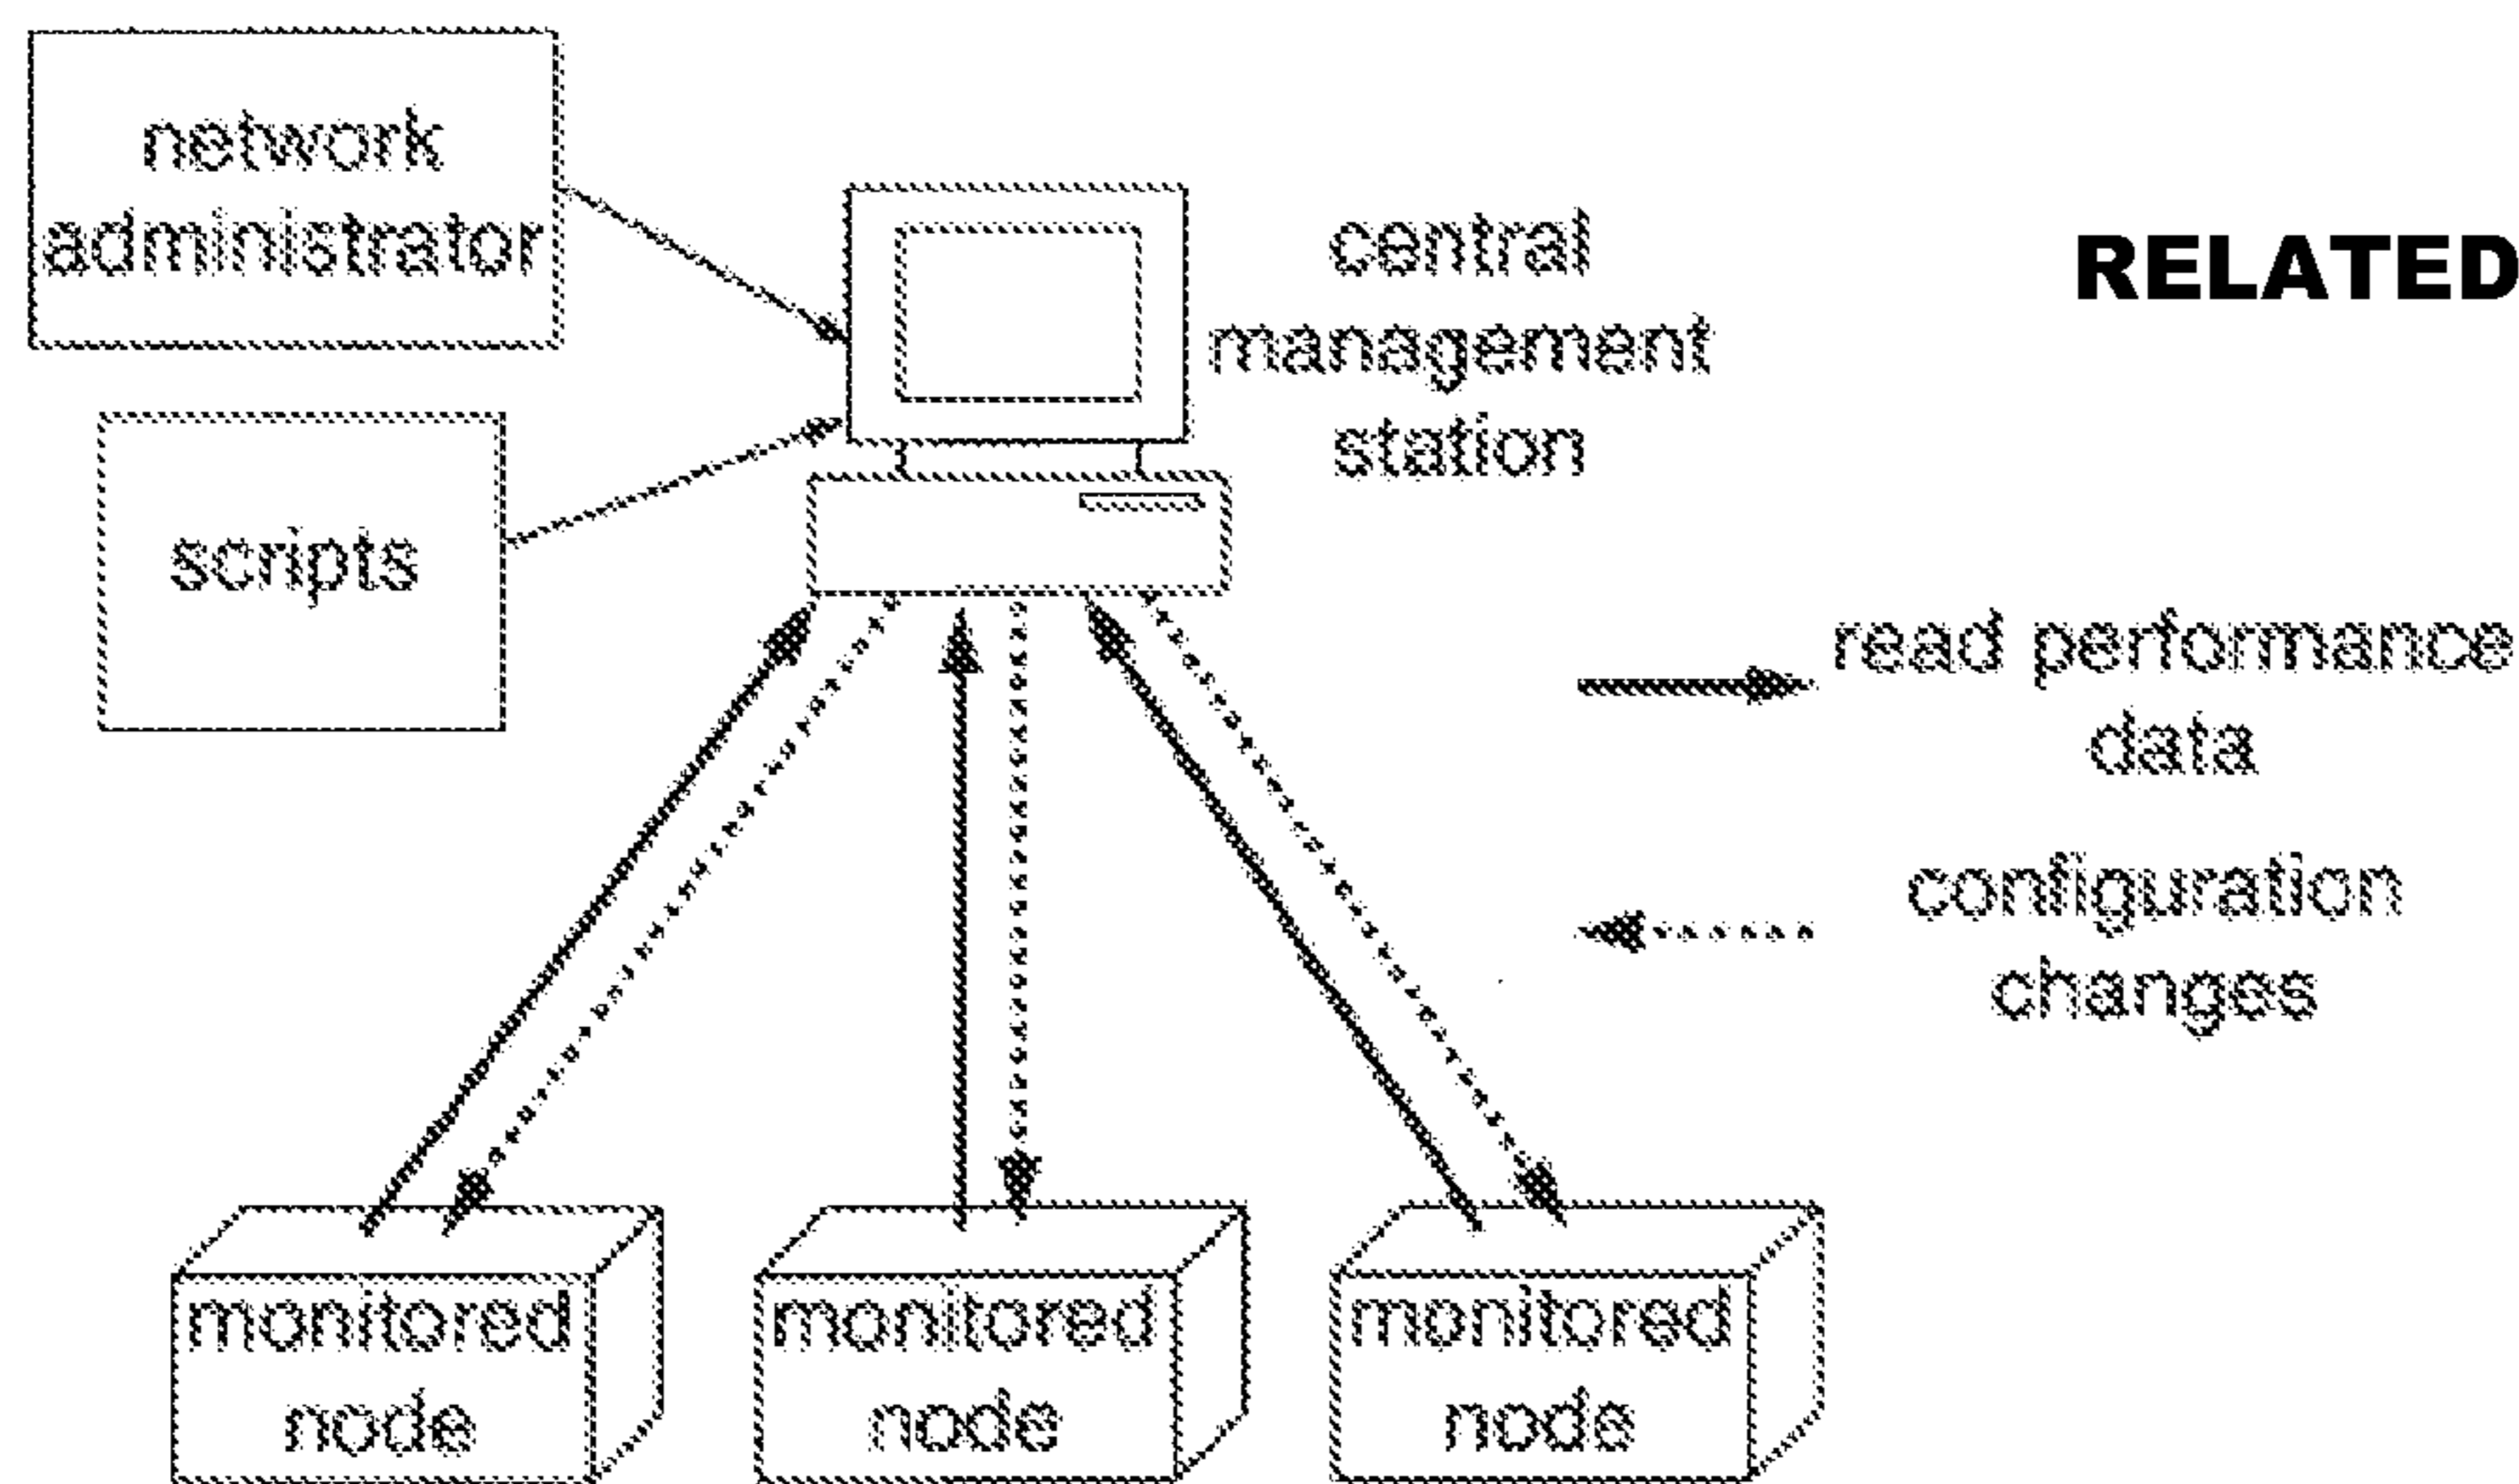 network
administrator
central
management
station
RELATED
scripts
read performance
data
configuration
changes
monitored
node
monitored
node
monitored
node